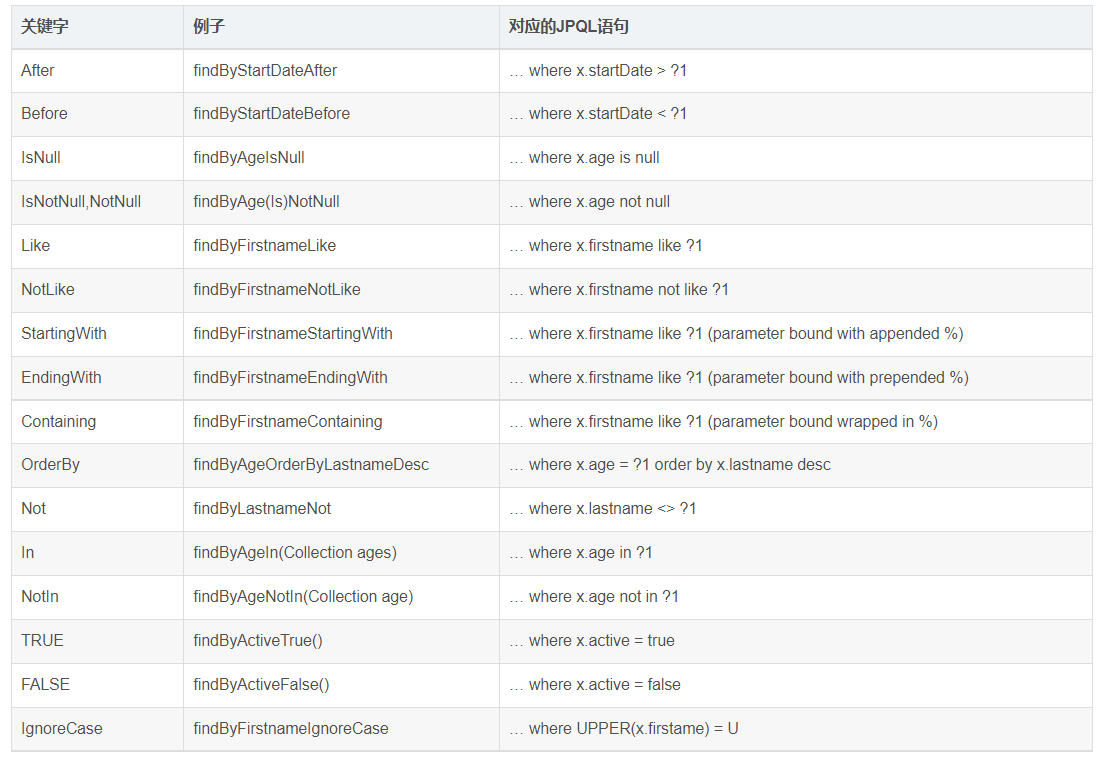 关键字 例子 对应的JPQL语句
After findByStartDateAfter … where x.startDate > ?1
Before findByStartDateBefore … where x.startDate < ?1
IsNull findByAgeIsNull … where x.age is null
IsNotNull,NotNull findByAge(Is)NotNull … where x.age not null
Like findByFirstnameLike … where x.firstname like ?1
NotLike findByFirstnameNotLike … where x.firstname not like ?1
StartingWith findByFirstnameStartingWith … where x.firstname like ?1 (parameter bound with appended %)
EndingWith findByFirstnameEndingWith … where x.firstname like ?1 (parameter bound with prepended %)
Containing findByFirstnameContaining … where x.firstname like ?1 (parameter bound wrapped in %)
OrderBy findByAgeOrderByLastnameDesc … where x.age = ?1 order by x.lastname desc
Not findByLastnameNot … where x.lastname <> ?1
In findByAgeIn(Collection ages) … where x.age in ?1
NotIn findByAgeNotIn(Collection age) … where x.age not in ?1
TRUE findByActiveTrue() … where x.active = true
FALSE findByActiveFalse() … where x.active = false
IgnoreCase findByFirstnameIgnoreCase … where UPPER(x.firstame) = U